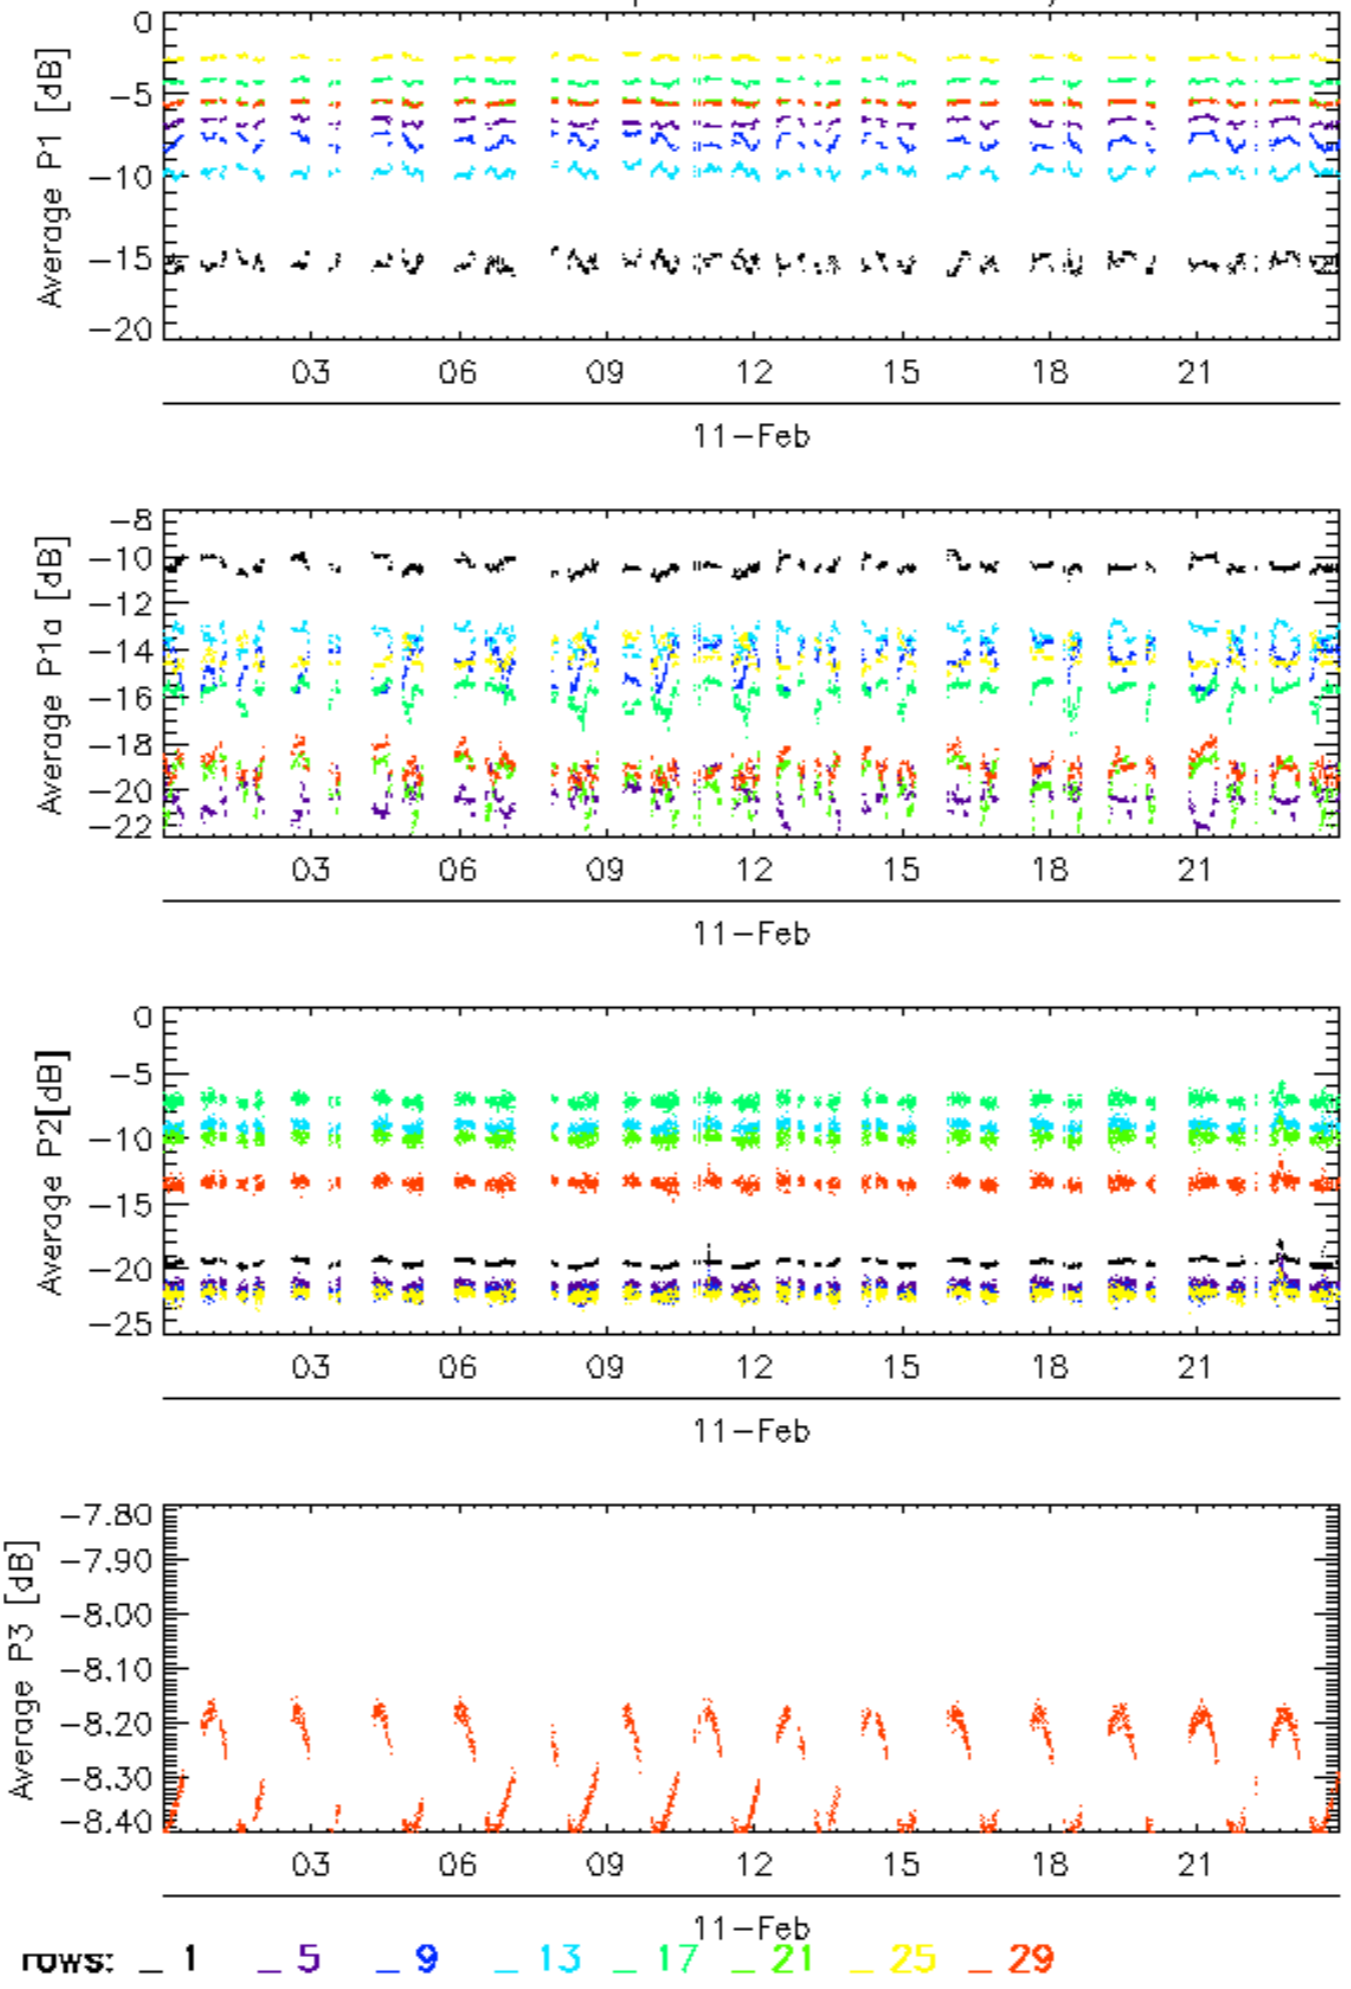 0
Average P1 [dB]
−5
−10
−15
−20
03 06 09 12 15 18 21
11−Feb
−8
Average P1a [dB]
−10
−12
−14
−16
−18
−20
−22
03 06 09 12 15 18 21
11−Feb
0
Average P2[dB]
−5
−10
−15
−20
−25
03 06 09 12 15 18 21
11−Feb
−7.80
Average P3 [dB]
−7.90
−8.00
−8.10
−8.20
−8.30
−8.40
03 06 09 12 15 18 21
11−Feb
rows: _ 1 _ 5 _ 9 _ 13 _ 17 _ 21 _ 25 _ 29